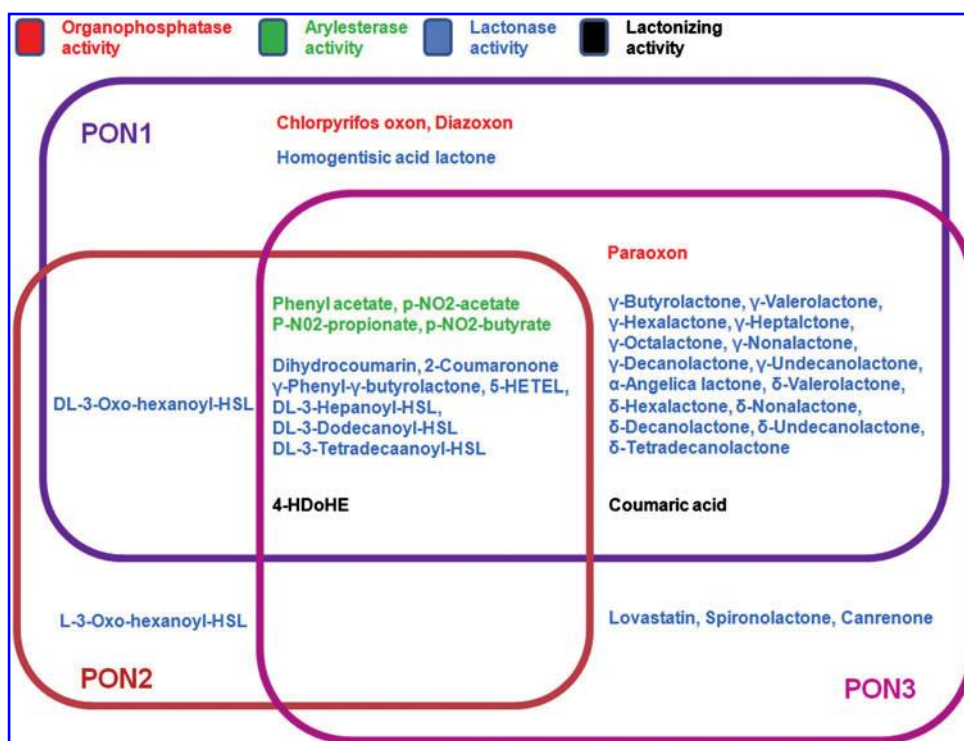 Organophosphatase activity
Arylesterase activity
Lactonase activity
Lactonizing activity
PON1
Chlorpyrifos oxon, Diazoxon
Homogentisic acid lactone
Paraoxon
Phenyl acetate, p-NO2-acetate
P-N02-propionate, p-NO2-butyrate
γ-Butyrolactone, γ-Valerolactone,
γ-Hexalactone, γ-Heptalctone,
γ-Octalactone, γ-Nonalactone,
γ-Decanolactone, γ-Undecanolactone,
α-Angelica lactone, δ-Valerolactone,
δ-Hexalactone, δ-Nonalactone,
δ-Decanolactone, δ-Undecanolactone,
δ-Tetradecanolactone
Dihydrocoumarin, 2-Coumaronone
γ-Phenyl-γ-butyrolactone, 5-HETEL,
DL-3-Hepanoyl-HSL,
DL-3-Dodecanoyl-HSL
DL-3-Tetradecaanoyl-HSL
DL-3-Oxo-hexanoyl-HSL
4-HDoHE
Coumaric acid
L-3-Oxo-hexanoyl-HSL
Lovastatin, Spironolactone, Canrenone
PON2
PON3